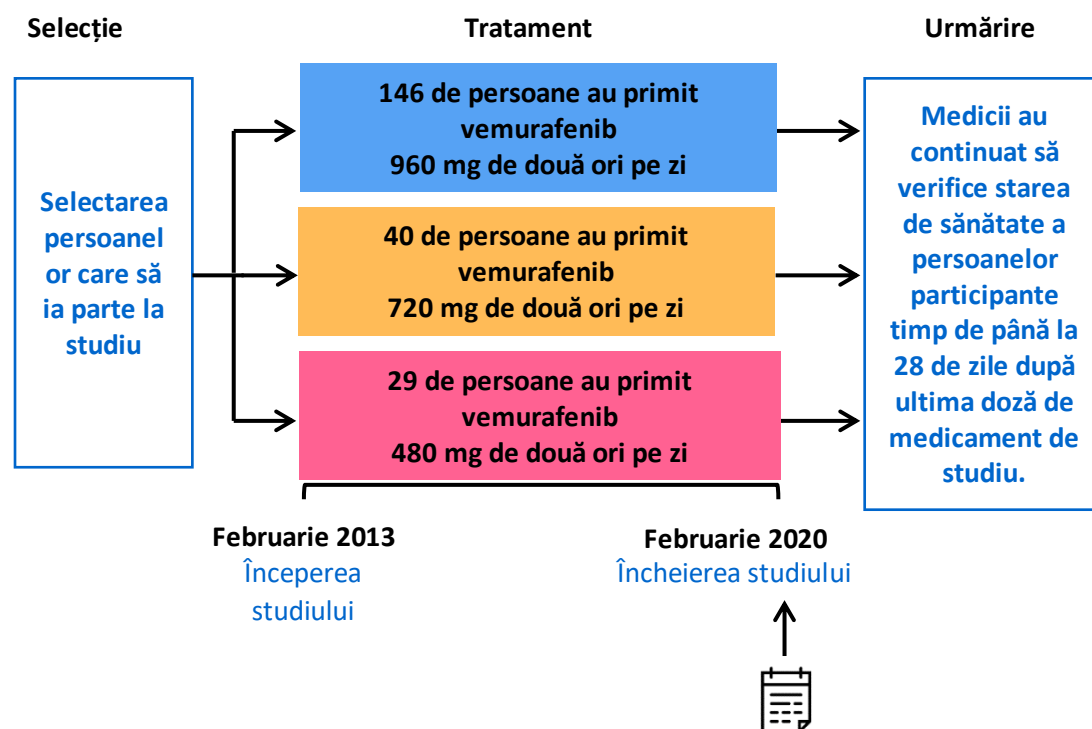 Selecție
Tratament
Urmărire
Selectarea
persoanel
or care să
ia parte la
studiu
146 de persoane au primit
vemurafenib
960 mg de două ori pe zi
40 de persoane au primit
vemurafenib
720 mg de două ori pe zi
29 de persoane au primit
vemurafenib
480 mg de două ori pe zi
Medicii au
continuat să
verifice starea
de sănătate a
persoanelor
participante
timp de până la
28 de zile după
ultima doză de
medicament de
studiu.
Februarie 2013
Începerea
studiului
Februarie 2020
Încheierea studiului